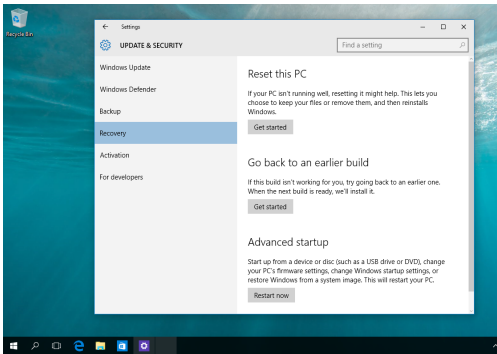 Recycle Bin
Settings
UPDATE & SECURITY
Find a setting
Windows Update
Windows Defender
Backup
Recovery
Activation
For developers
Reset this PC
If your PC isn't running well, resetting it might help. This lets you
choose to keep your files or remove them, and then reinstalls
Windows.
Get started
Go back to an earlier build
If this build isn't working for you, try going back to an earlier one.
When the next build is ready, we'll install it.
Get started
Advanced startup
Start up from a device or disc (such as a USB drive or DVD), change
your PC's firmware settings, change Windows startup settings, or
restore Windows from a system image. This will restart your PC.
Restart now